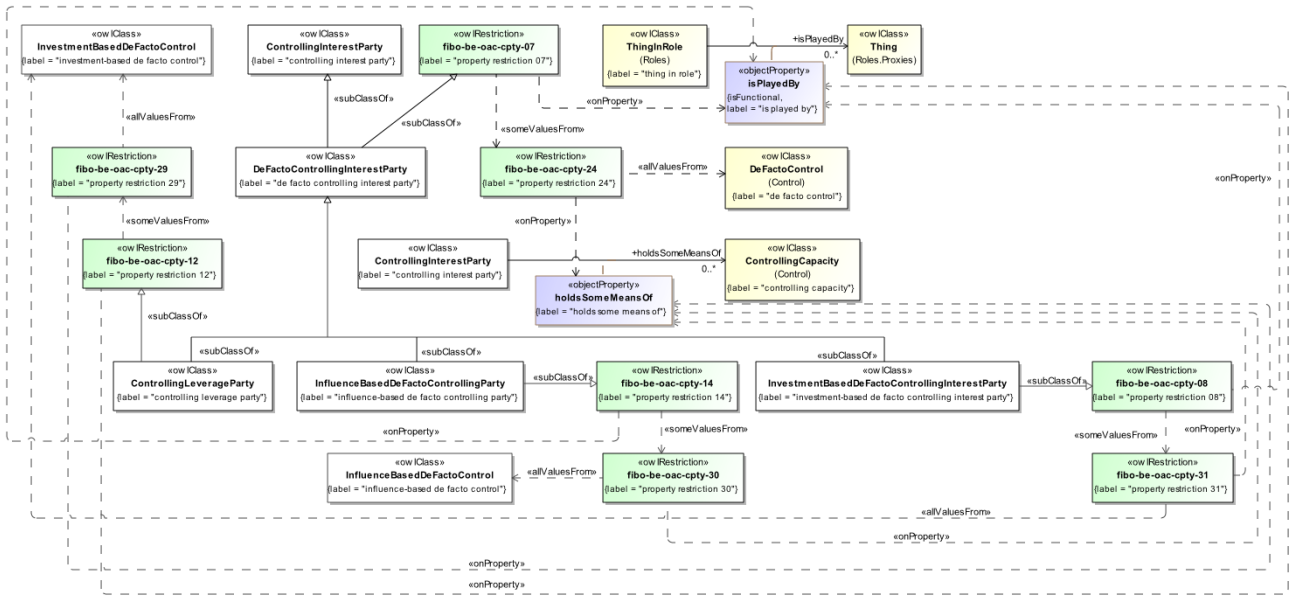 «owlClass»
InvestmentBasedDeFactoControl
{label = "investment-based de facto control"}
«owlClass»
ControllingInterestParty
{label = "controlling interest party"}
«owlRestriction»
fibo-be-oac-cpty-07
{label = "property restriction 07"}
«owlClass»
ThingInRole
(Roles)
{label = "thing in role"}
+isPlayedBy
0..*
«owlClass»
Thing
(Roles.Proxies)
«objectProperty»
isPlayedBy
{isFunctional,
label = "is played by"}
«subClassOf»
«onProperty»
«allValuesFrom»
«subClassOf»
«someValuesFrom»
«owlRestriction»
fibo-be-oac-cpty-29
{label = "property restriction 29"}
«owlClass»
DeFactoControllingInterestParty
{label = "de facto controlling interest party"}
«owlRestriction»
fibo-be-oac-cpty-24
{label = "property restriction 24"}
«allValuesFrom»
«owlClass»
DeFactoControl
(Control)
{label = "de facto control"}
«onProperty»
«someValuesFrom»
«onProperty»
«owlRestriction»
fibo-be-oac-cpty-12
{label = "property restriction 12"}
«owlClass»
ControllingInterestParty
{label = "controlling interest party"}
+holdsSomeMeansOf
0..*
«owlClass»
ControllingCapacity
(Control)
{label = "controlling capacity"}
«objectProperty»
holdsSomeMeansOf
{label = "holds some means of"}
«subClassOf»
«subClassOf»
«subClassOf»
«subClassOf»
«owlClass»
ControllingLeverageParty
{label = "controlling leverage party"}
«owlClass»
InfluenceBasedDeFactoControllingParty
{label = "influence-based de facto controlling party"}
«subClassOf»
«owlRestriction»
fibo-be-oac-cpty-14
{label = "property restriction 14"}
«owlClass»
InvestmentBasedDeFactoControllingInterestParty
{label = "investment-based de facto controlling interest party"}
«subClassOf»
«owlRestriction»
fibo-be-oac-cpty-08
{label = "property restriction 08"}
«onProperty»
«someValuesFrom»
«someValuesFrom»
«onProperty»
«owlClass»
InfluenceBasedDeFactoControl
{label = "influence-based de facto control"}
«allValuesFrom»
«owlRestriction»
fibo-be-oac-cpty-30
{label = "property restriction 30"}
«owlRestriction»
fibo-be-oac-cpty-31
{label = "property restriction 31"}
«allValuesFrom»
«onProperty»
«onProperty»
«onProperty»